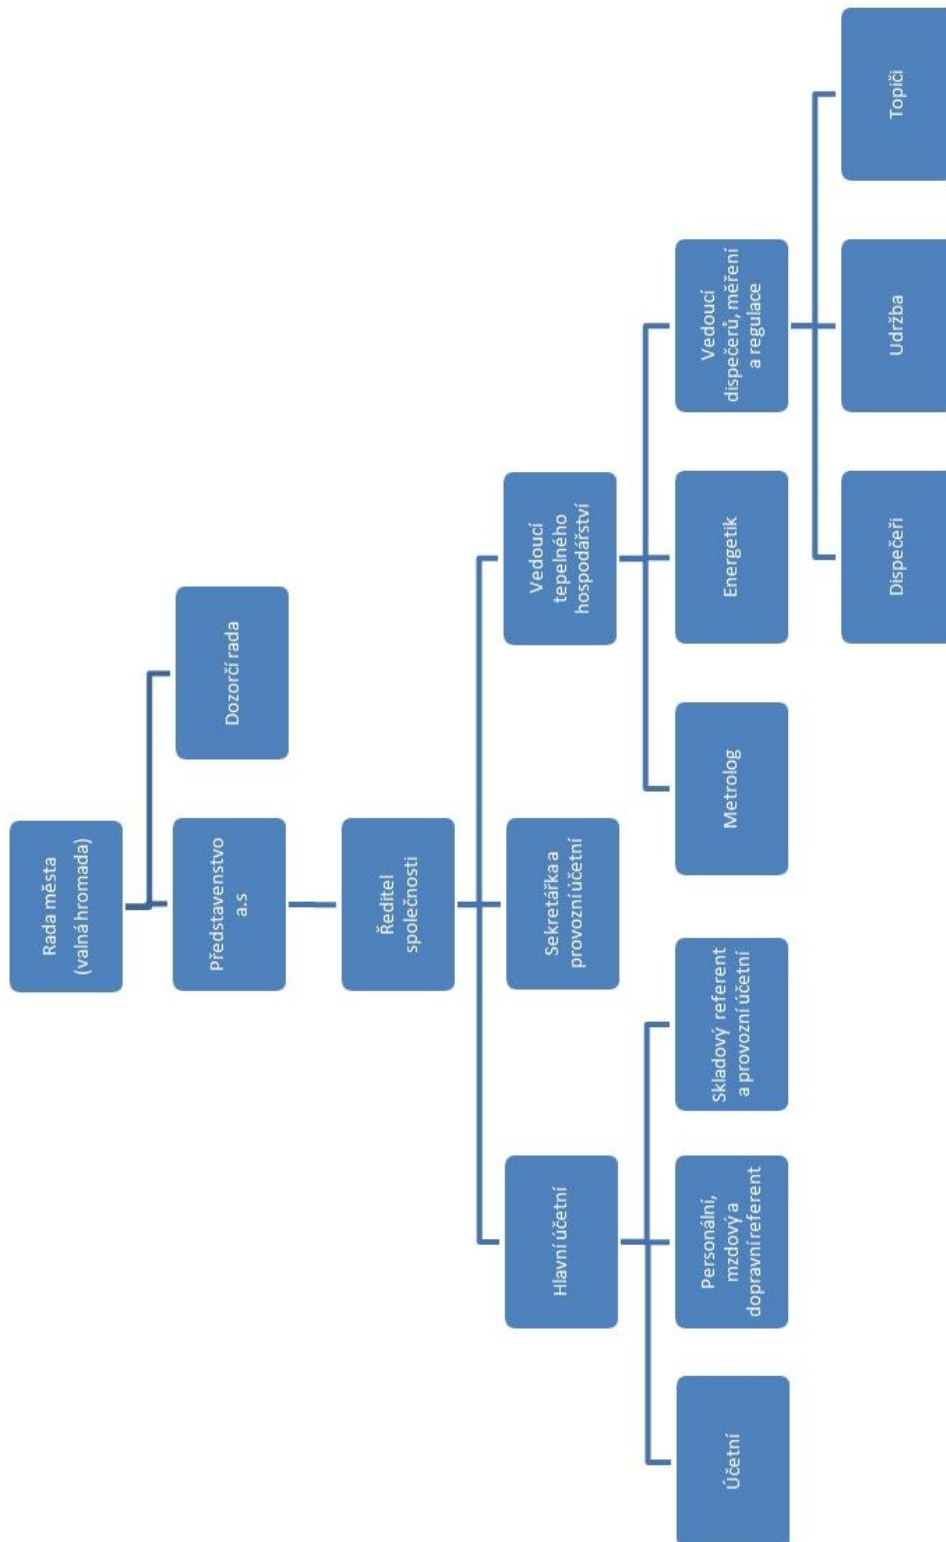 Rada města
(valná hromada)
Představenstvo
a.s
Dozorčí rada
Ředitel
společnosti
Hlavní účetní
Sekretářka a
provozní účetní
Vedoucí
tepelného
hospodářství
Účetní
Personální,
mzdový a
dopravní referent
Skladový referent
a provozní účetní
Metrolog
Energetik
Vedoucí
dispečerů, měření
a regulace
Dispečeři
Udržba
Topiči